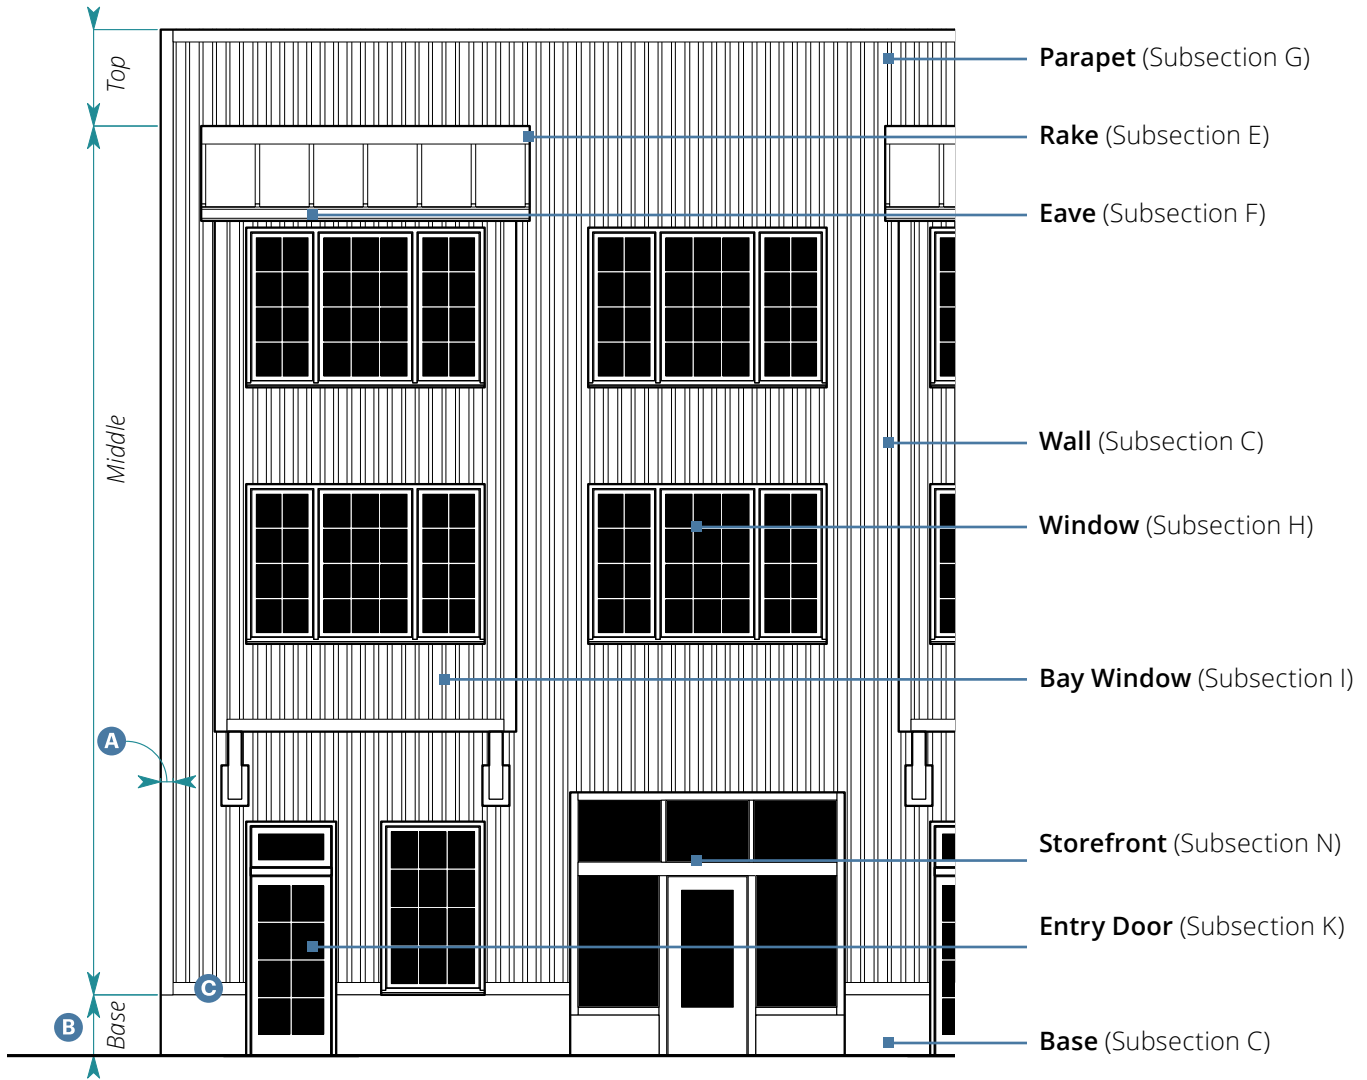 Top
Parapet (Subsection G)
Rake (Subsection E)
Eave (Subsection F)
Middle
Wall (Subsection C)
Window (Subsection H)
Bay Window (Subsection I)
A
Storefront (Subsection N)
Entry Door (Subsection K)
C
B
Base
Base (Subsection C)